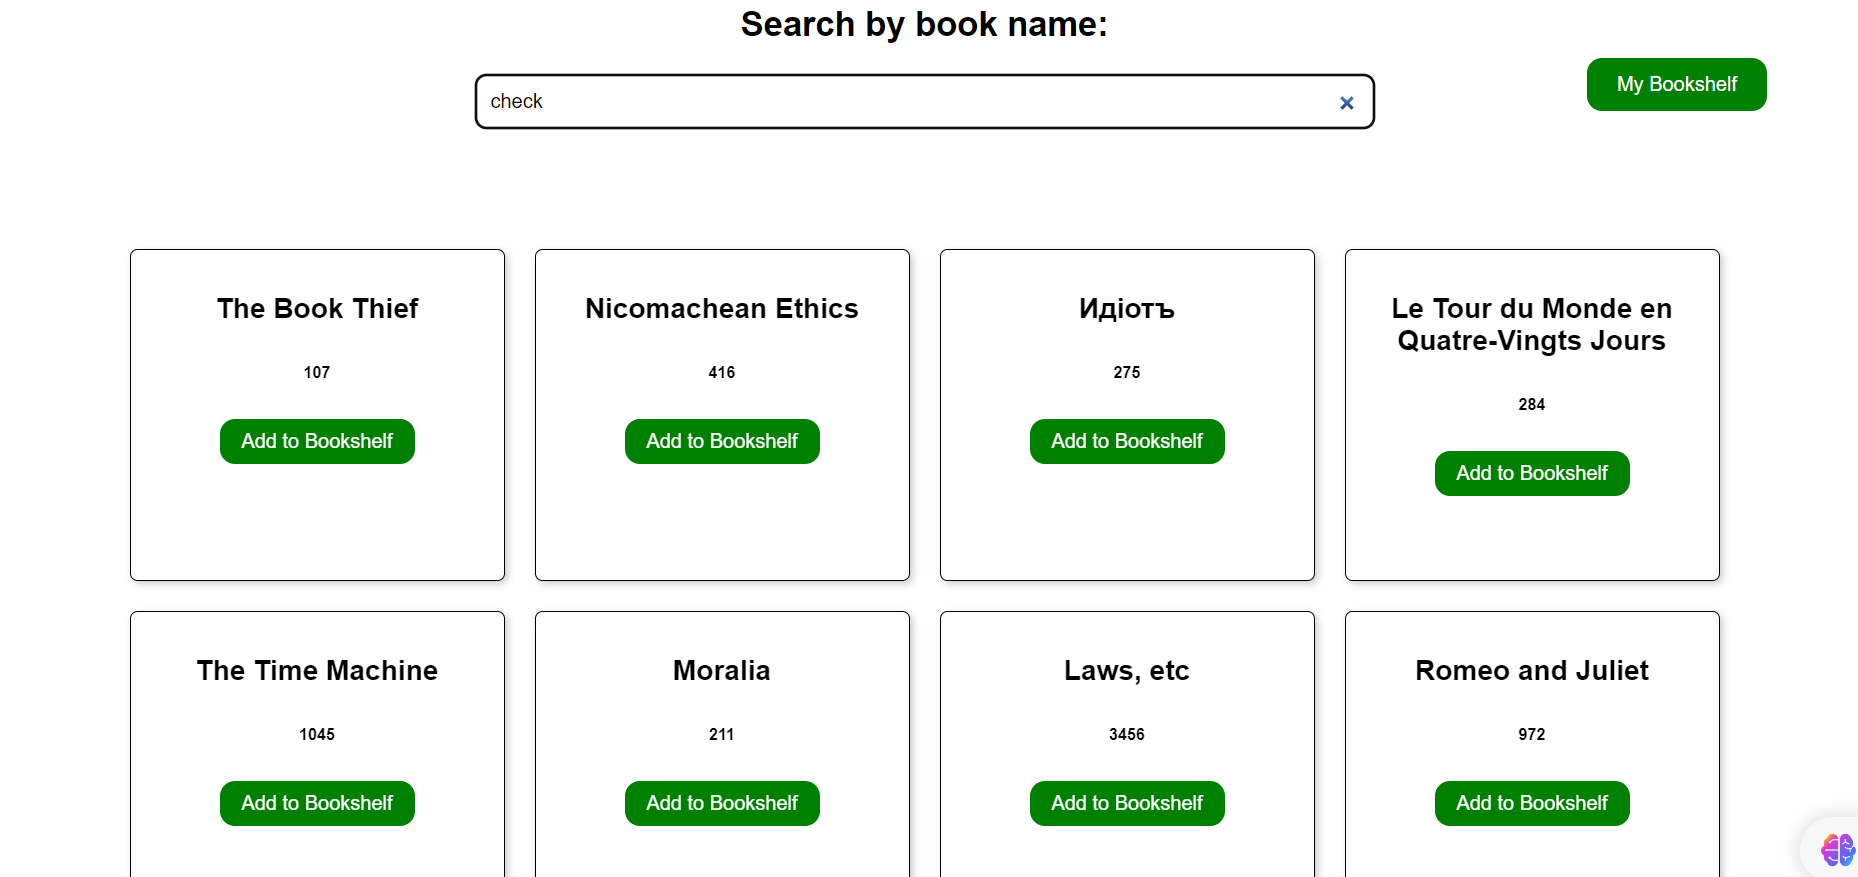 Search by book name:
My Bookshelf
check
The Book Thief
107
Add to Bookshelf
Nicomachean Ethics
416
Add to Bookshelf
Идіотъ
275
Add to Bookshelf
Le Tour du Monde en
Quatre-Vingts Jours
284
Add to Bookshelf
The Time Machine
1045
Add to Bookshelf
Moralia
211
Add to Bookshelf
Laws, etc
3456
Add to Bookshelf
Romeo and Juliet
972
Add to Bookshelf